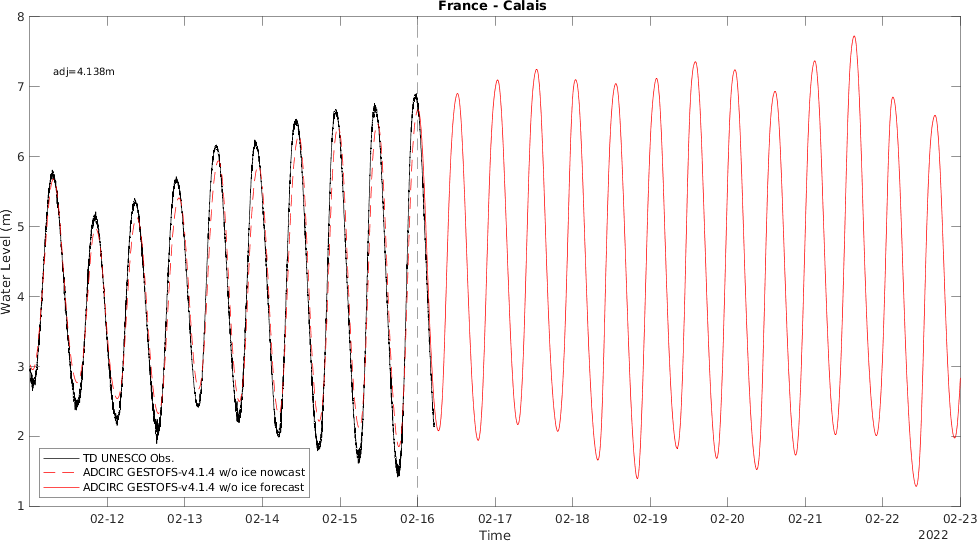 France - Calais
8
adj=4.138m
7
6
5
4
3
2
1
Water Level (m)
TD UNESCO Obs.
ADCIRC GESTOFS-v4.1.4 w/o ice nowcast
ADCIRC GESTOFS-v4.1.4 w/o ice forecast
02-12 02-13 02-14 02-15 02-16 02-17 02-18 02-19 02-20 02-21 02-22 02-23
Time
2022